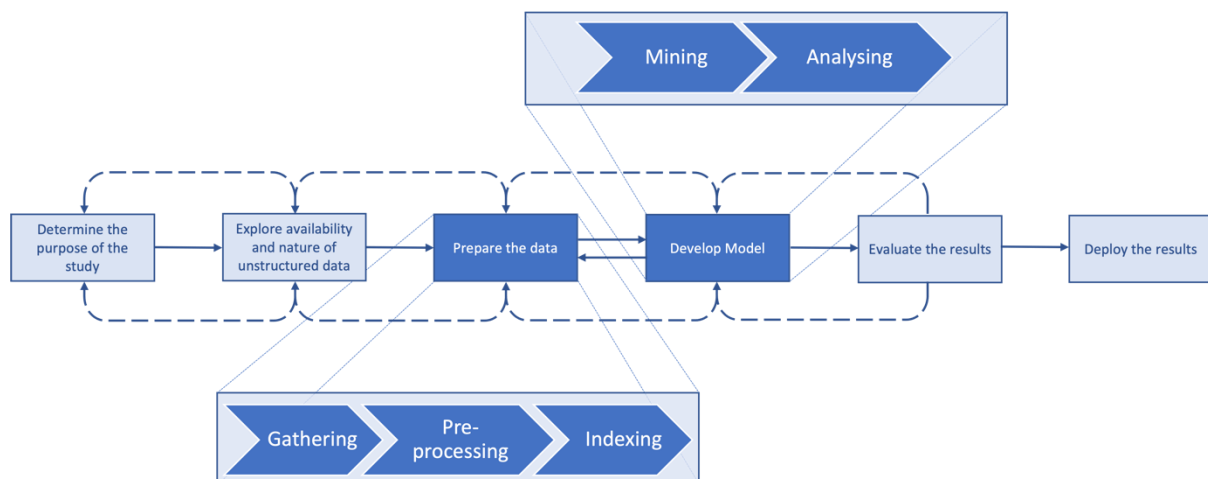 Mining
Analysing
Determine the
purpose of the
study
Explore availability
and nature of
unstructured data
Prepare the data
Develop Model
Evaluate the results
Deploy the results
Gathering
Pre-
processing
Indexing